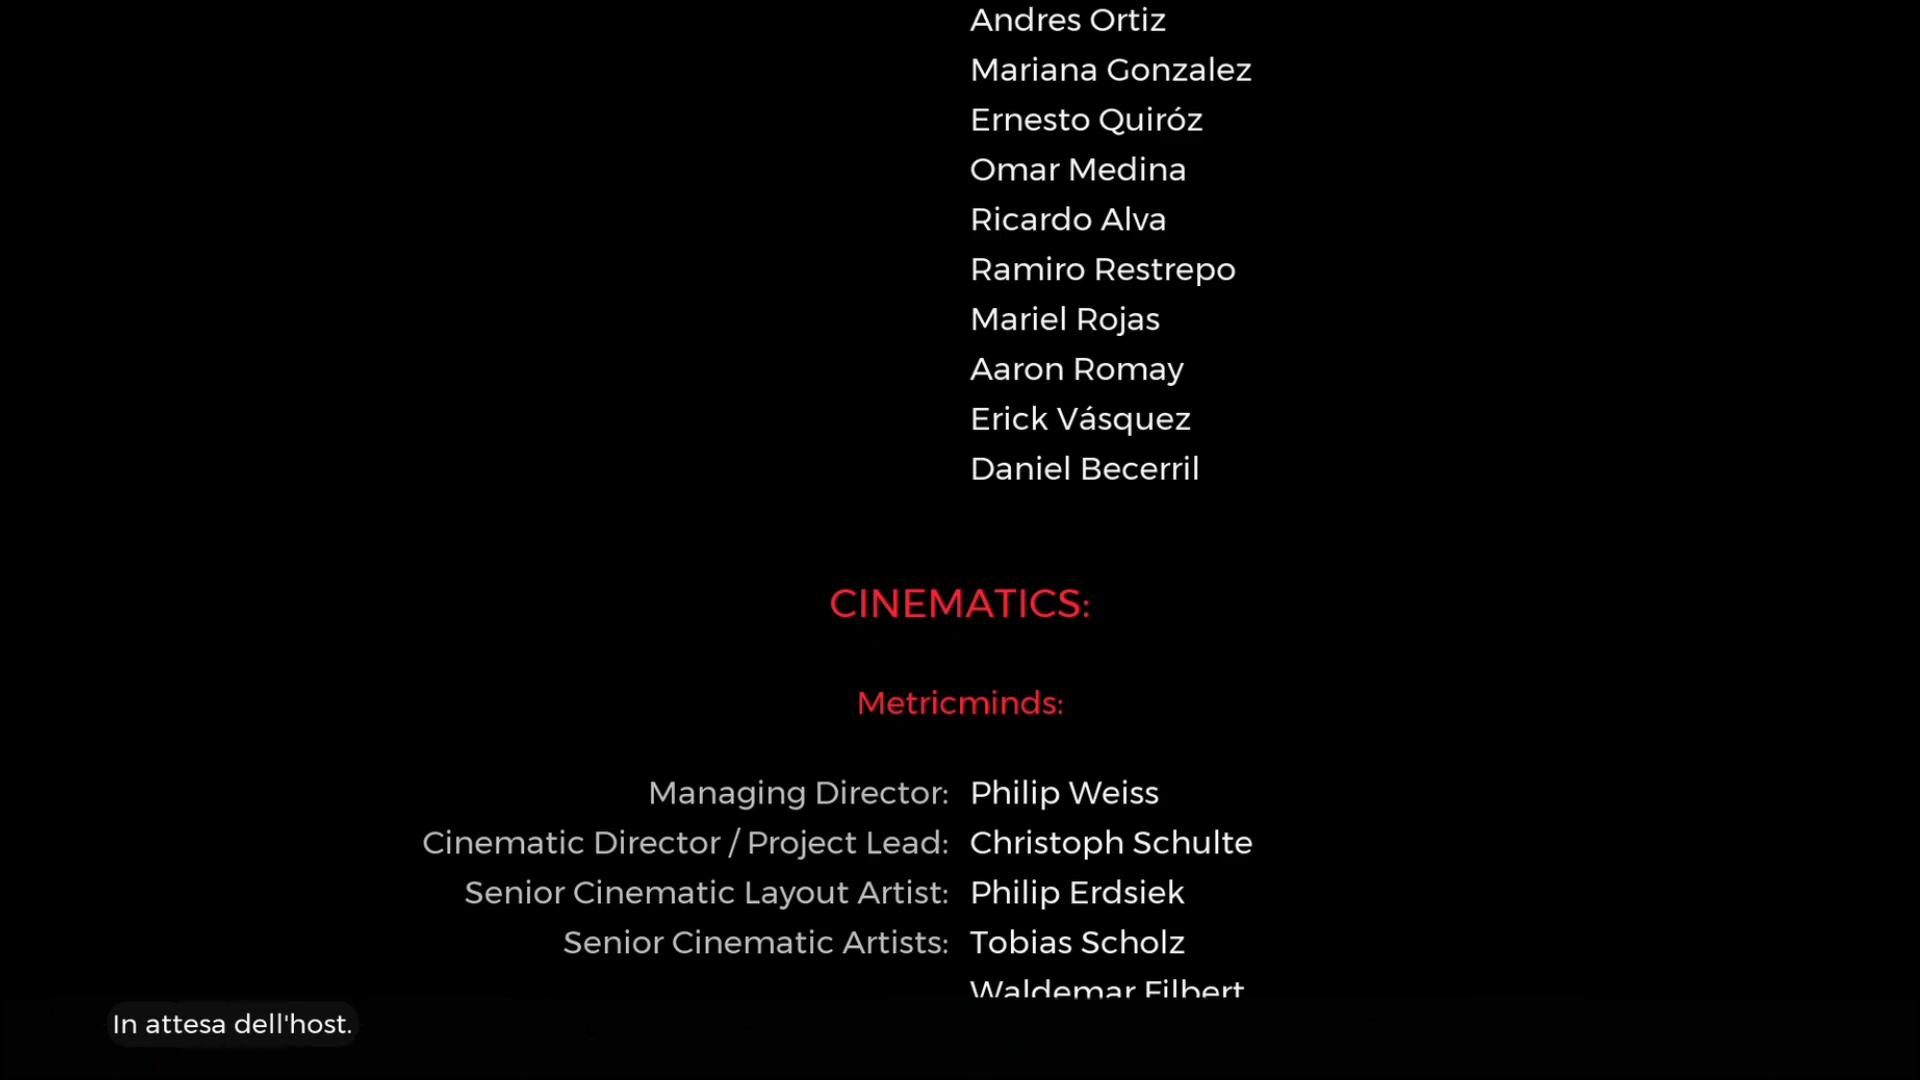 Andres Ortiz
Mariana Gonzalez
Ernesto Quiróz
Omar Medina
Ricardo Alva
Ramiro Restrepo
Mariel Rojas
Aaron Romay
Erick Vásquez
Daniel Becerril
CINEMATICS:
Metricminds:
Managing Director: Philip Weiss
Cinematic Director / Project Lead: Christoph Schulte
Senior Cinematic Layout Artist: Philip Erdsiek
Senior Cinematic Artists: Tobias Scholz
Waldemar Filbert
In attesa dell'host.